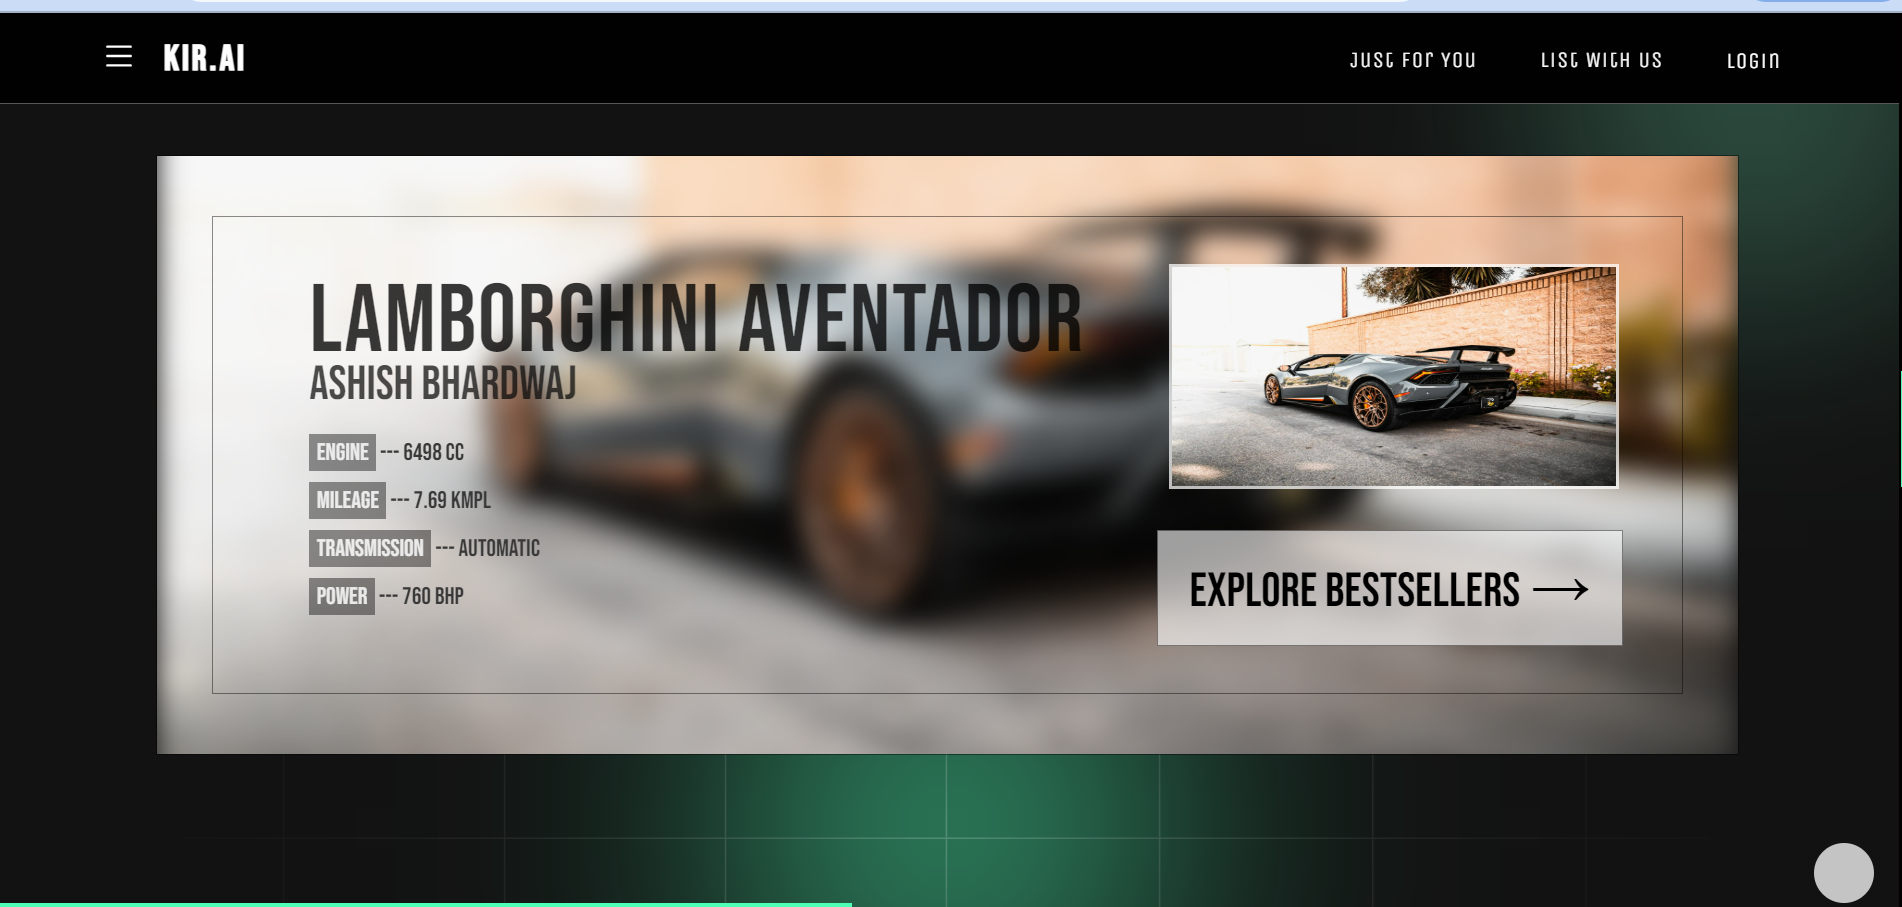 KIR.AI
JUST FOR YOU
LIST WITH US
LOGIN
LAMBORGHINI AVENTADOR
ASHISH BHARDWAJ
ENGINE --- 6498 CC
MILEAGE --- 7.69 KMPL
TRANSMISSION --- AUTOMATIC
POWER --- 760 BHP
EXPLORE BESTSELLERS →